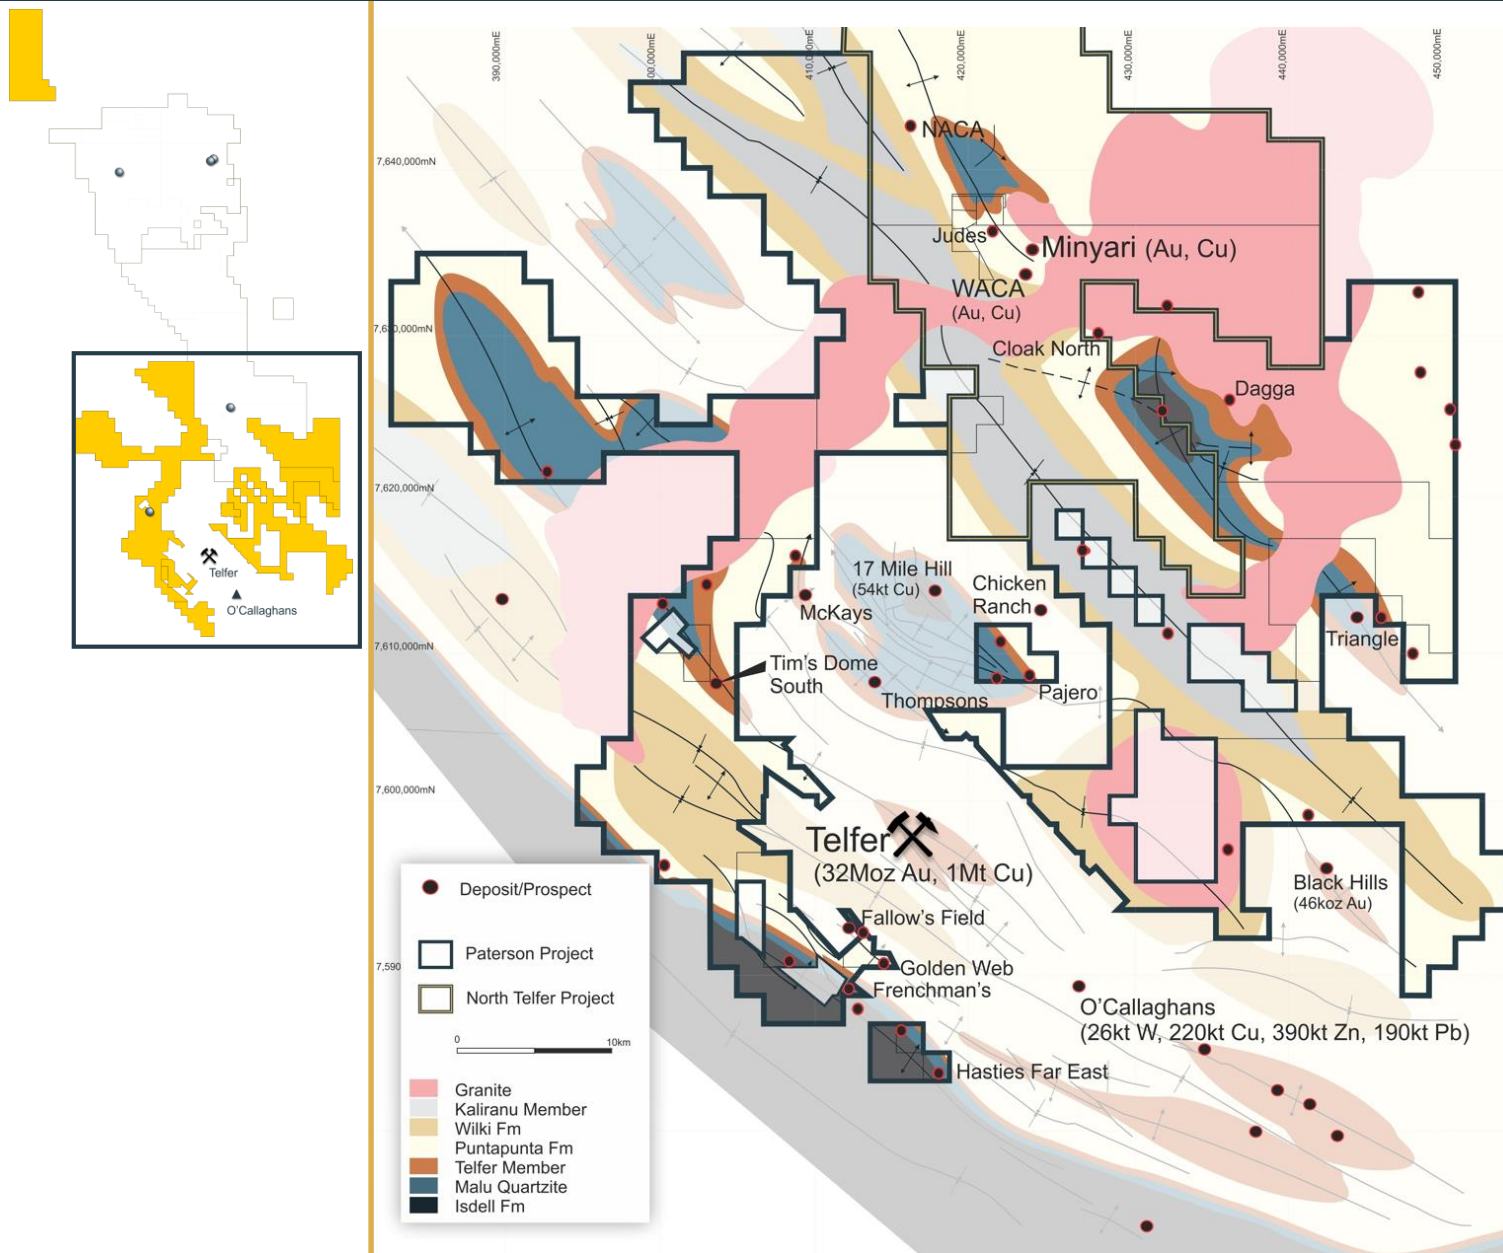 390,000mE
00,000mE
410,000mE
420,000mE
430,000mE
440,000mE
450,000mE
NACA
7,640,000mN
Judes
Minyari (Au, Cu)
WACA
(Au, Cu)
7,630,000mN
Cloak North
Dagga
7,620,000mN
17 Mile Hill
(54kt Cu)
Chicken
Ranch
McKays
7,610,000mN
Triangle
Tim's Dome
South
Thompsons
Pajero
7,600,000mN
Telfer
(32Moz Au, 1Mt Cu)
Black Hills
(46koz Au)
Fallow's Field
7,590
Golden Web
Frenchman's
O'Callaghans
(26kt W, 220kt Cu, 390kt Zn, 190kt Pb)
Hasties Far East
Telfer
O'Callaghans
Deposit/Prospect
Paterson Project
North Telfer Project
0 10km
Granite
Kaliranu Member
Wilki Fm
Puntapunta Fm
Telfer Member
Malu Quartzite
Isdell Fm